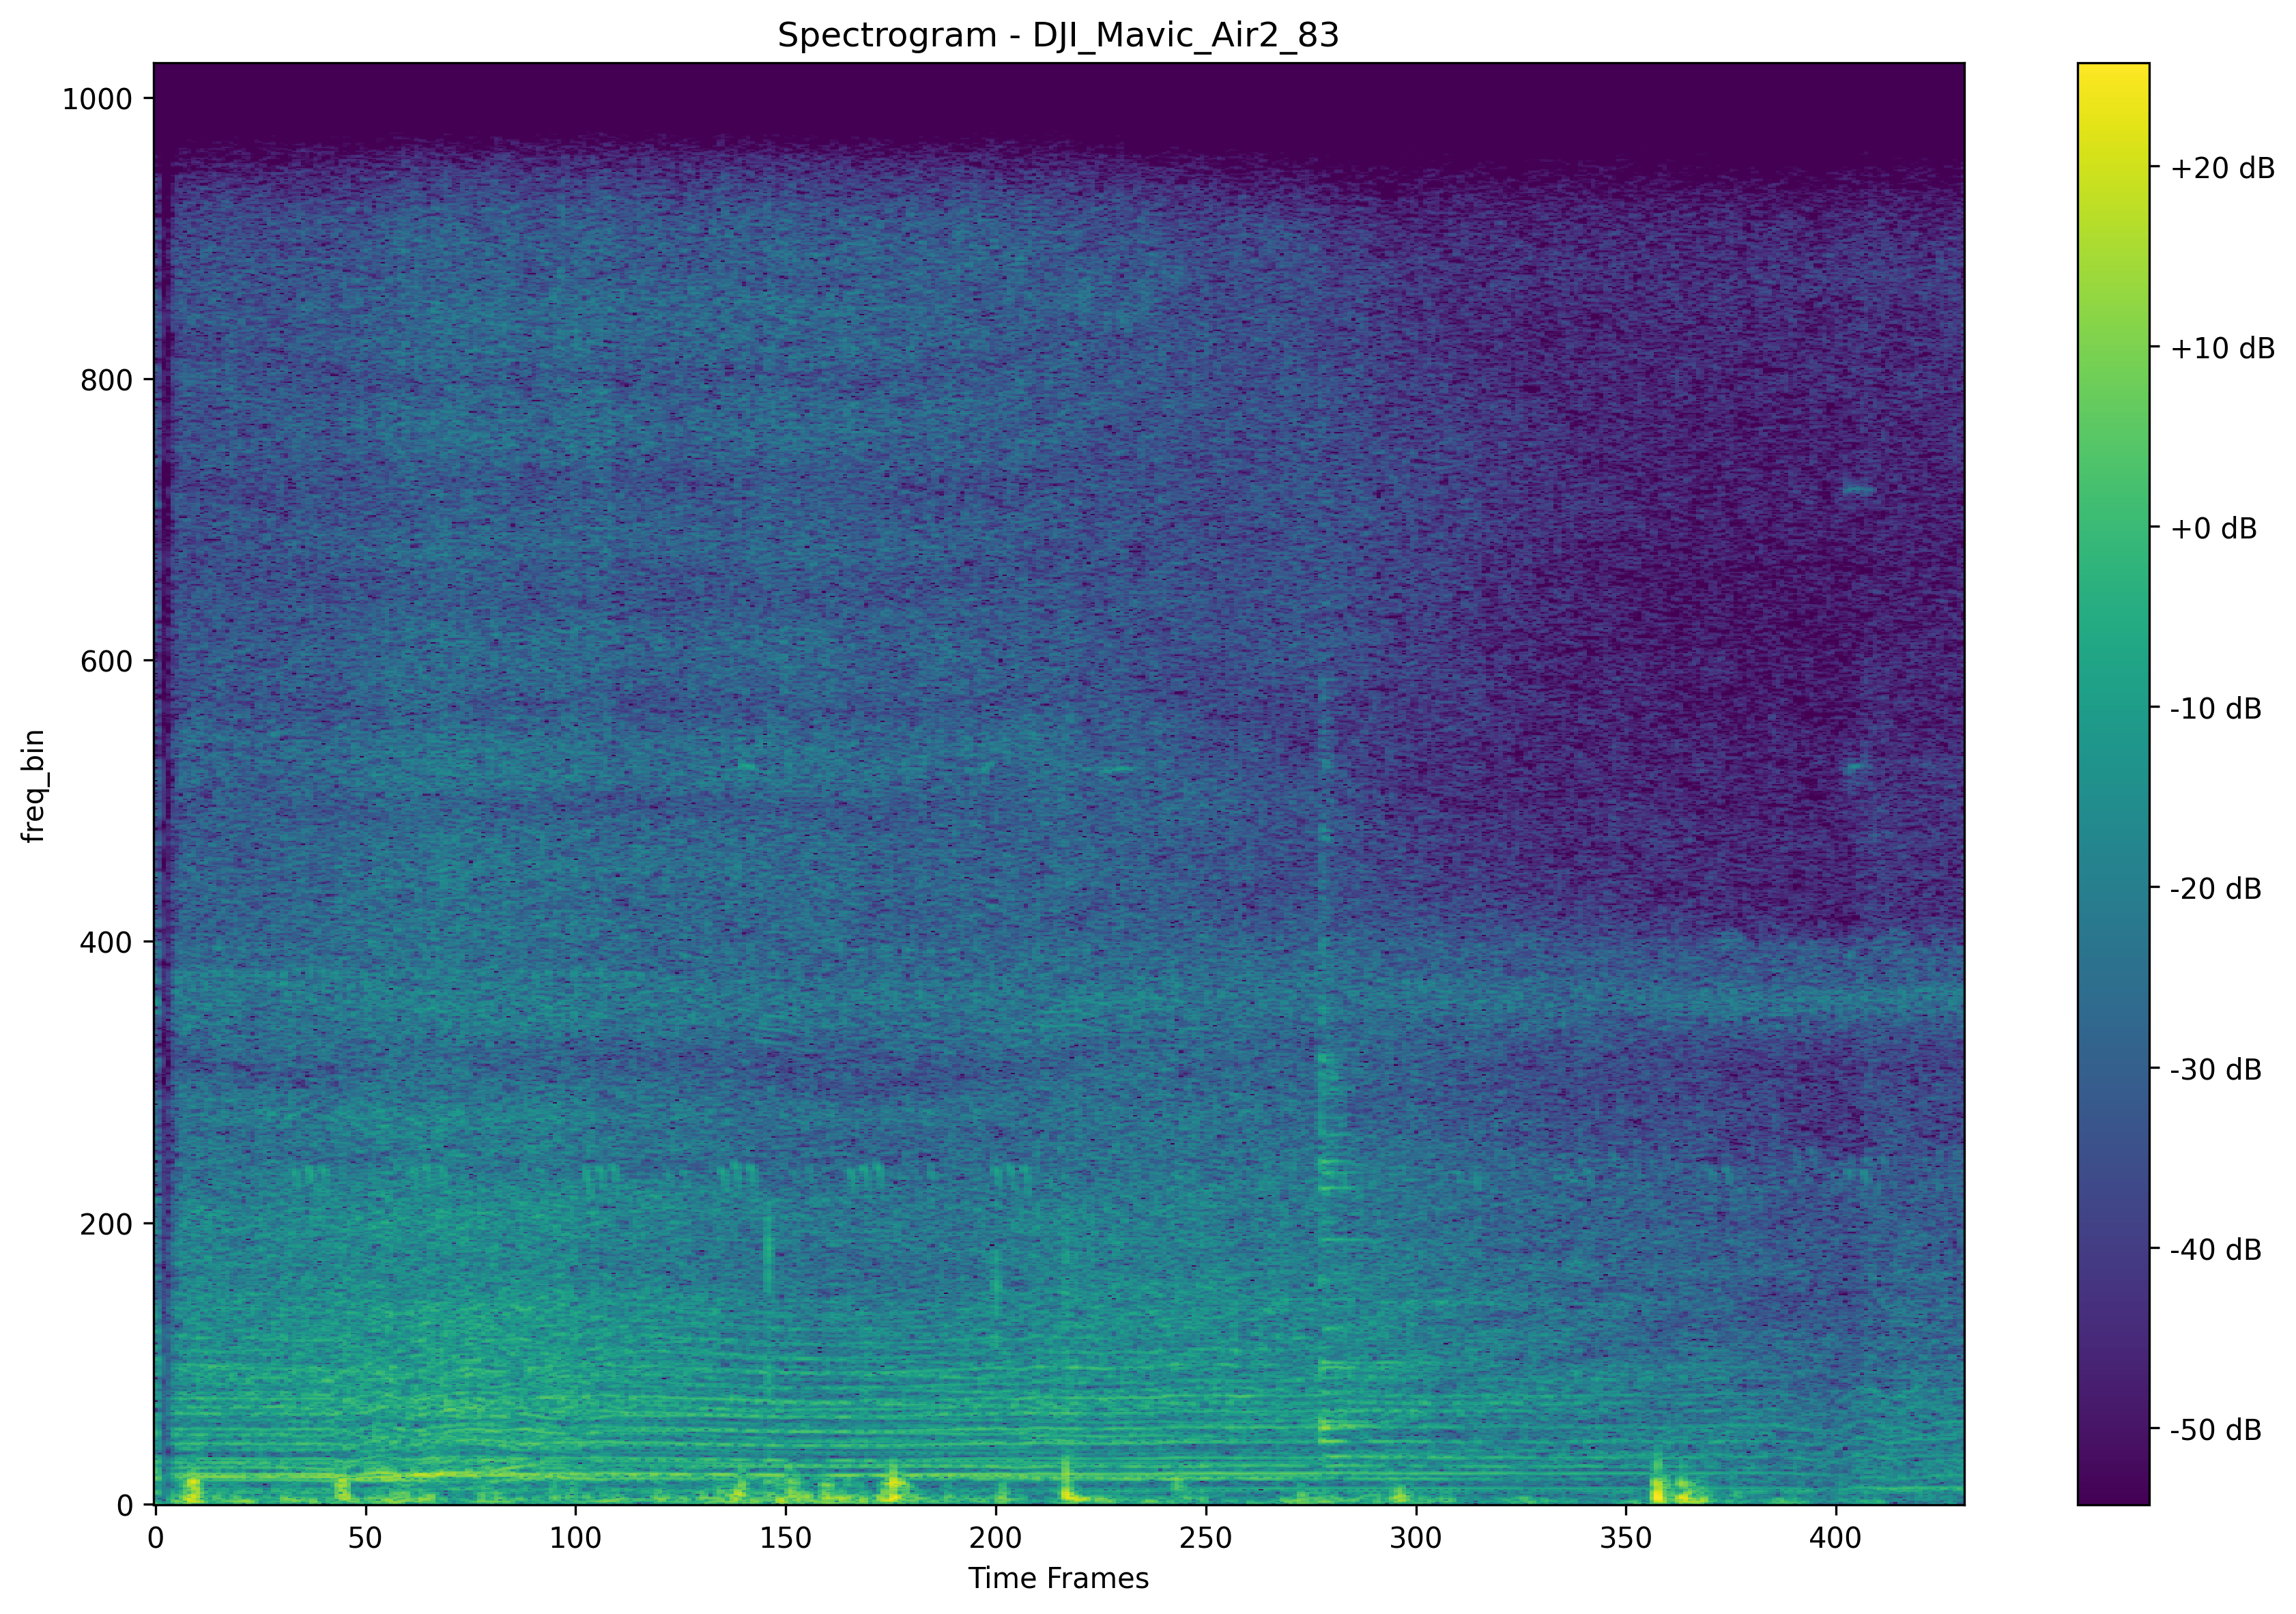 Spectrogram - DJI_Mavic_Air2_83
1000
800
600
400
200
0
freq_bin
0
50
100
150
200
250
300
350
400
Time Frames
+20 dB
+10 dB
+0 dB
-10 dB
-20 dB
-30 dB
-40 dB
-50 dB